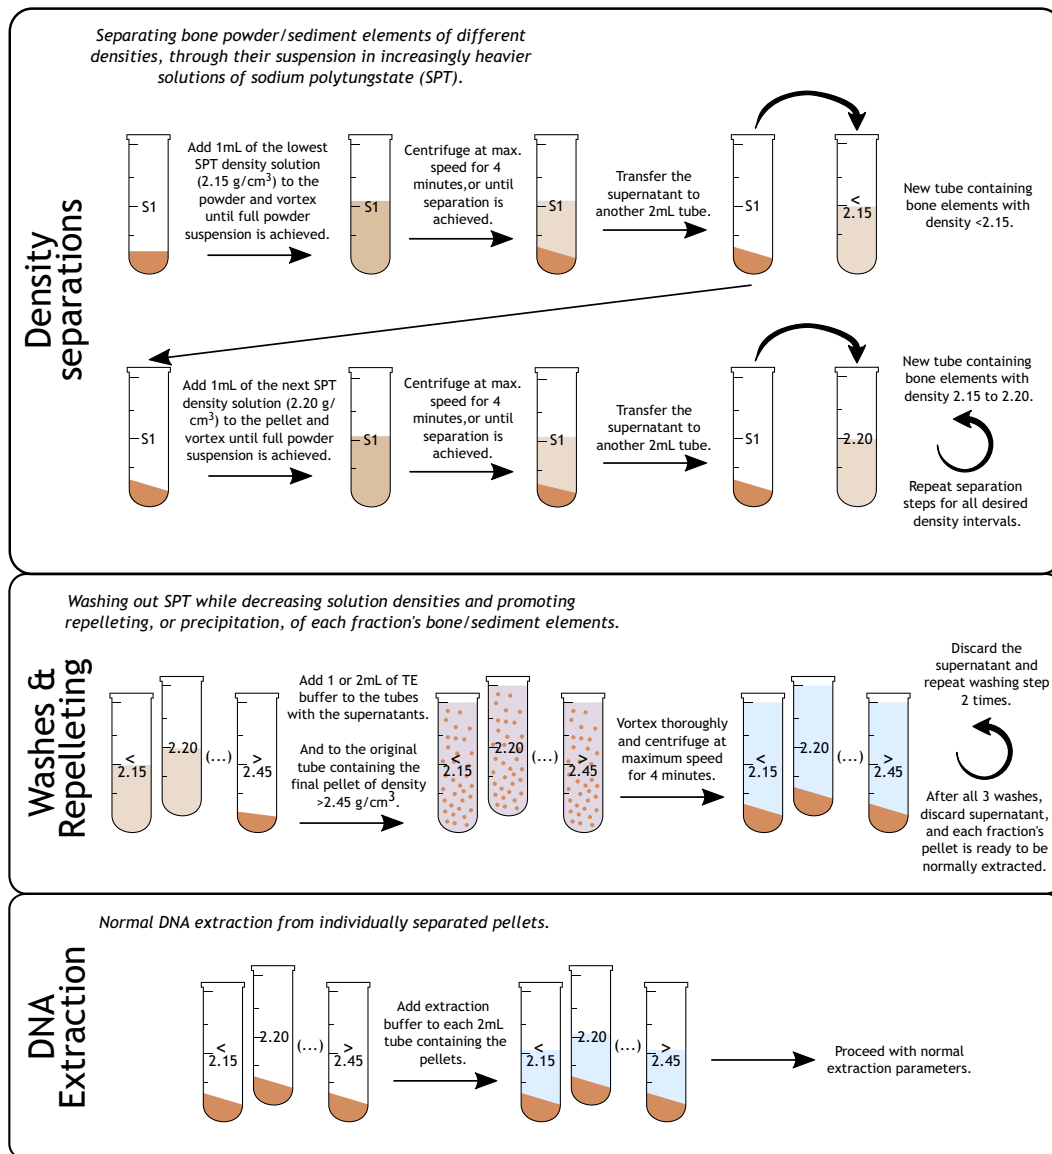 Density
separations
Separating bone powder/sediment elements of different
densities, through their suspension in increasingly heavier
solutions of sodium polytungstate (SPT).
S1
Add 1mL of the lowest
SPT density solution
(2.15 g/cm³) to the
powder and vortex
until full powder
suspension is achieved.
S1
Centrifuge at max.
speed for 4
minutes,or until
separation is
achieved.
S1
Transfer the
supernatant to
another 2mL tube.
S1
<
2.15
New tube containing
bone elements with
density <2.15.
S1
Add 1mL of the next SPT
density solution (2.20 g/
cm³) to the pellet and
vortex until full powder
suspension is achieved.
S1
Centrifuge at max.
speed for 4
minutes,or until
separation is
achieved.
S1
Transfer the
supernatant to
another 2mL tube.
S1
2.20
New tube containing
bone elements with
density 2.15 to 2.20.
Repeat separation
steps for all desired
density intervals.
Washes &
Repelleting
Washing out SPT while decreasing solution densities and promoting
repelleting, or precipitation, of each fraction's bone/sediment elements.
<
2.15
2.20
(...)
>
2.45
Add 1 or 2mL of TE
buffer to the tubes
with the supernatants.
And to the original
tube containing the
final pellet of density
>2.45 g/cm³.
<
2.15
2.20
(...)
>
2.45
Vortex thoroughly
and centrifuge at
maximum speed
for 4 minutes.
<
2.15
2.20
(...)
>
2.45
Discard the
supernatant and
repeat washing step
2 times.
After all 3 washes,
discard supernatant,
and each fraction's
pellet is ready to be
normally extracted.
DNA
Extraction
Normal DNA extraction from individually separated pellets.
<
2.15
2.20
(...)
>
2.45
Add extraction
buffer to each 2mL
tube containing the
pellets.
<
2.15
2.20
(...)
>
2.45
Proceed with normal
extraction parameters.